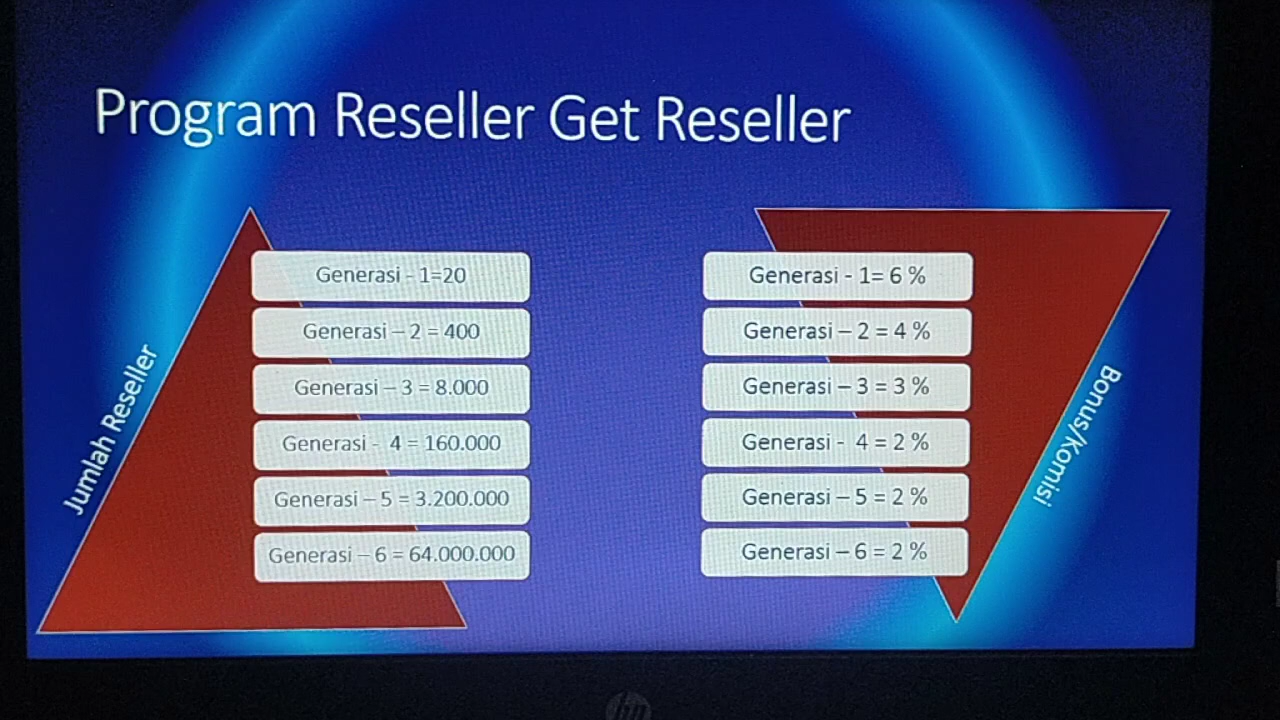 Program Reseller Get Reseller
Jumlah Reseller
Generasi - 1=20
Generasi – 2 = 400
Generasi – 3 = 8.000
Generasi - 4 = 160.000
Generasi – 5 = 3.200.000
Generasi – 6 = 64.000.000
Generasi - 1= 6 %
Generasi – 2 = 4 %
Generasi – 3 = 3 %
Generasi - 4 = 2 %
Generasi – 5 = 2 %
Generasi – 6 = 2 %
Bonus/Komisi
hp